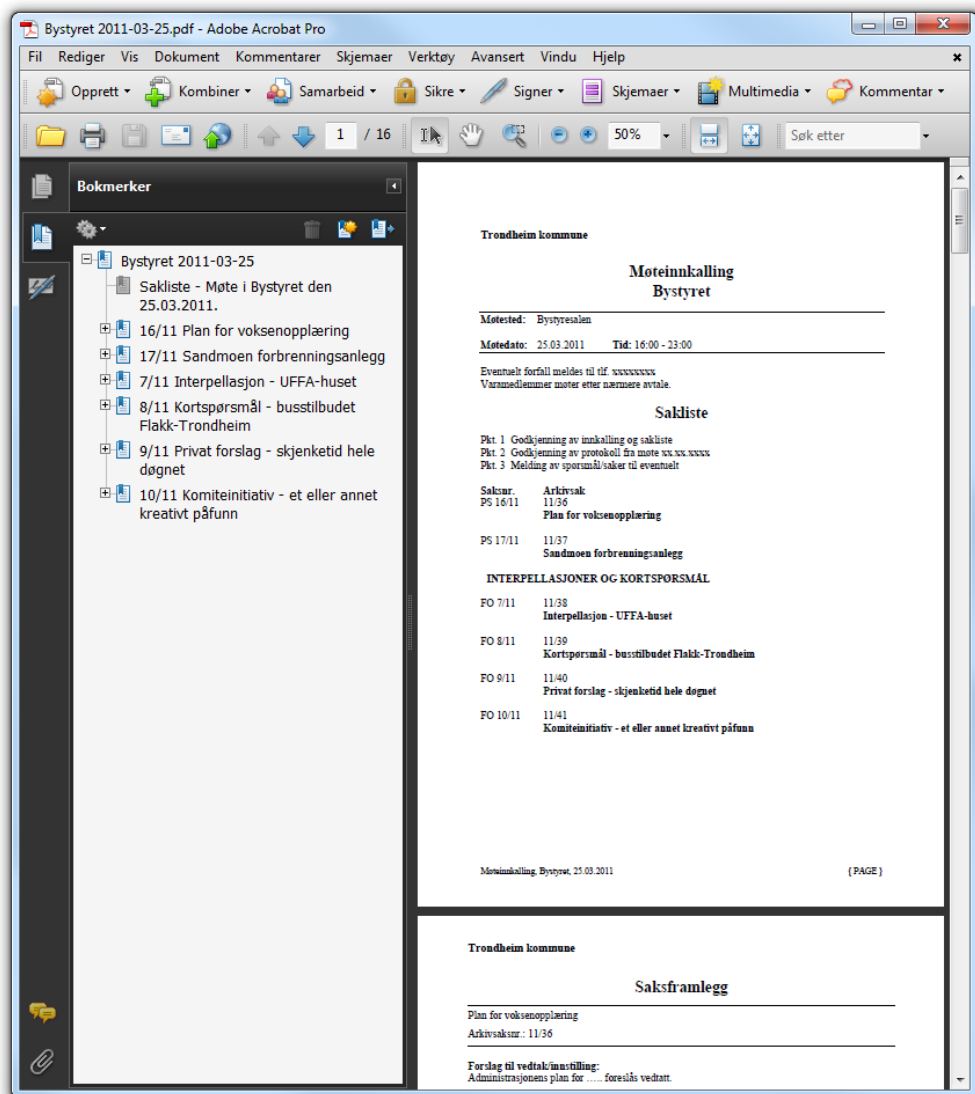 Bystyret 2011-03-25.pdf - Adobe Acrobat Pro
Fil Rediger Vis Dokument Kommentarer Skjemaer Verktøy Avansert Vindu Hjelp
Opprett Kombiner Samarbeid Sikre Signer Skjemaer Multimedia Kommentar
1 / 16 50% Søk etter
Bokmerker
Bystyret 2011-03-25
Sakliste - Møte i Bystyret den
25.03.2011.
16/11 Plan for voksenopplæring
17/11 Sandmoen forbrenningsanlegg
7/11 Interpellasjon - UFFA-huset
8/11 Kortspørsmål - busstilbudet
Flakk-Trondheim
9/11 Privat forslag - skjenketid hele
døgnet
10/11 Komiteinitiativ - et eller annet
kreativt påfunn
Trondheim kommune
Møteinnkalling
Bystyret
Møtested: Bystyresalen
Møtedato: 25.03.2011 Tid: 16:00 - 23:00
Eventuelt forfall meldes til tlf. xxxxxxxx
Varamedlemmer møter etter nærmere avtale.
Sakliste
Pkt. 1 Godkjenning av innkalling og sakliste
Pkt. 2 Godkjenning av protokoll fra møte xx.xx.xxxx
Pkt. 3 Melding av spørsmål/saker til eventuelt
Saksnr. Arkivsak
PS 16/11 11/36
Plan for voksenopplæring
PS 17/11 11/37
Sandmoen forbrenningsanlegg
INTERPELLASJONER OG KORTSPØRSMÅL
FO 7/11 11/38
Interpellasjon - UFFA-huset
FO 8/11 11/39
Kortspørsmål - busstilbudet Flakk-Trondheim
FO 9/11 11/40
Privat forslag - skjenketid hele døgnet
FO 10/11 11/41
Komiteinitiativ - et eller annet kreativt påfunn
Møteinnkalling, Bystyret, 25.03.2011 { PAGE }
Trondheim kommune
Saksframlegg
Plan for voksenopplæring
Arkivsaksnr.: 11/36
Forslag til vedtak/innstilling:
Administrasjonens plan for ..... foreslås vedtatt.